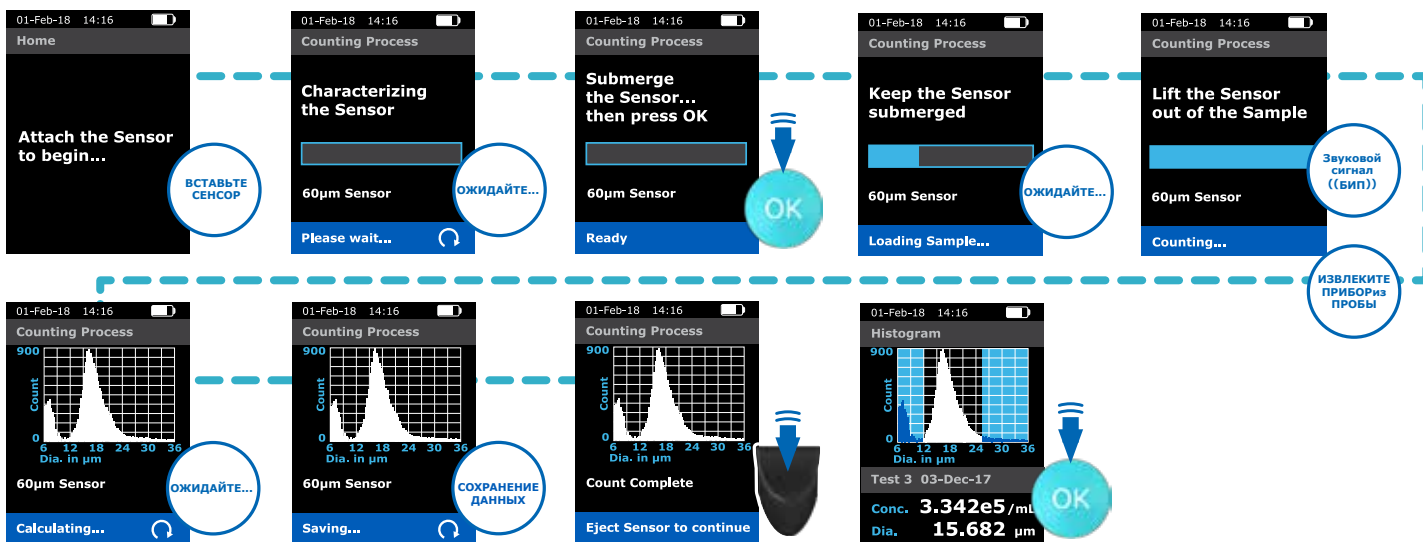 01-Feb-18 14:16
Home
Attach the Sensor
to begin...
ВСТАВЬТЕ
СЕНСОР
01-Feb-18 14:16
Counting Process
Characterizing
the Sensor
60µm Sensor
ОЖИДАЙТЕ...
Please wait...
01-Feb-18 14:16
Counting Process
Submerge
the Sensor...
then press OK
60µm Sensor
OK
Ready
01-Feb-18 14:16
Counting Process
Keep the Sensor
submerged
60µm Sensor
ОЖИДАЙТЕ...
Loading Sample...
01-Feb-18 14:16
Counting Process
Lift the Sensor
out of the Sample
Звуковой
сигнал
((БИП))
60µm Sensor
Counting...
ИЗВЛЕКИТЕ
ПРИБОРиз
ПРОБЫ
01-Feb-18 14:16
Counting Process
900
Count
0
6 12 18 24 30 36
Dia. in µm
60µm Sensor
ОЖИДАЙТЕ...
Calculating...
01-Feb-18 14:16
Counting Process
900
Count
0
6 12 18 24 30 36
Dia. in µm
60µm Sensor
СОХРАНЕНИЕ
ДАННЫХ
Saving...
01-Feb-18 14:16
Counting Process
900
Count
0
6 12 18 24 30 36
Dia. in µm
Count Complete
Eject Sensor to continue
01-Feb-18 14:16
Histogram
900
Count
0
6 12 18 24 30 36
Dia. in µm
Test 3 03-Dec-17
Conc. 3.342e5 /mL
Dia. 15.682 µm
OK